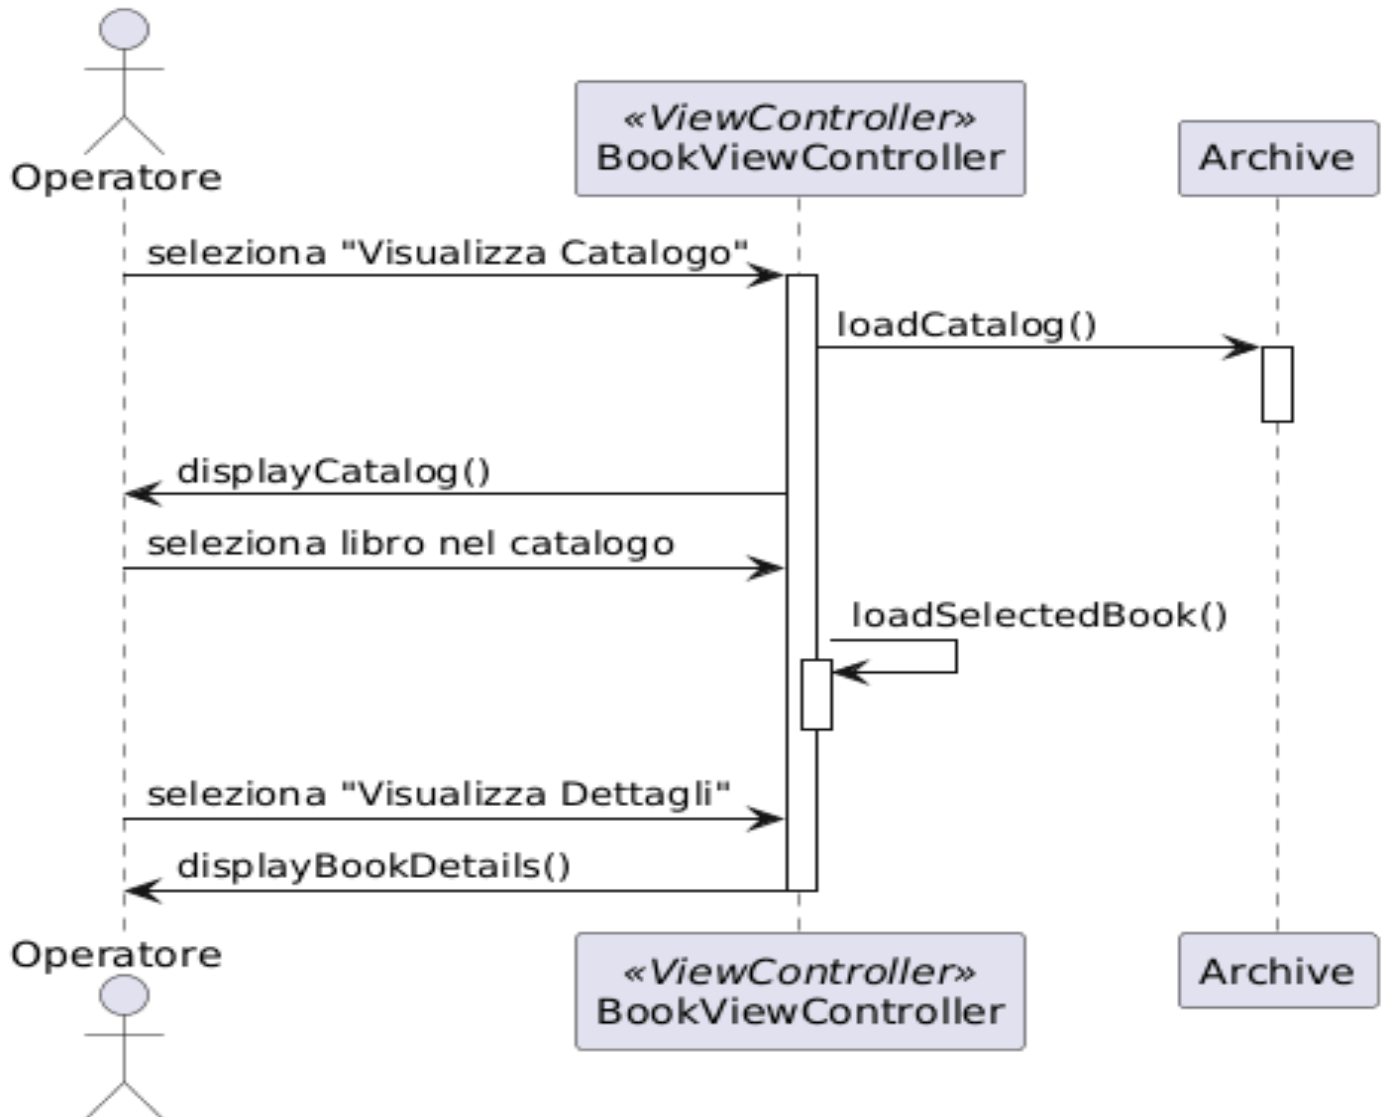 Operatore
«ViewController»
BookViewController
Archive
seleziona "Visualizza Catalogo"
loadCatalog()
displayCatalog()
seleziona libro nel catalogo
loadSelectedBook()
seleziona "Visualizza Dettagli"
displayBookDetails()
Operatore
«ViewController»
BookViewController
Archive